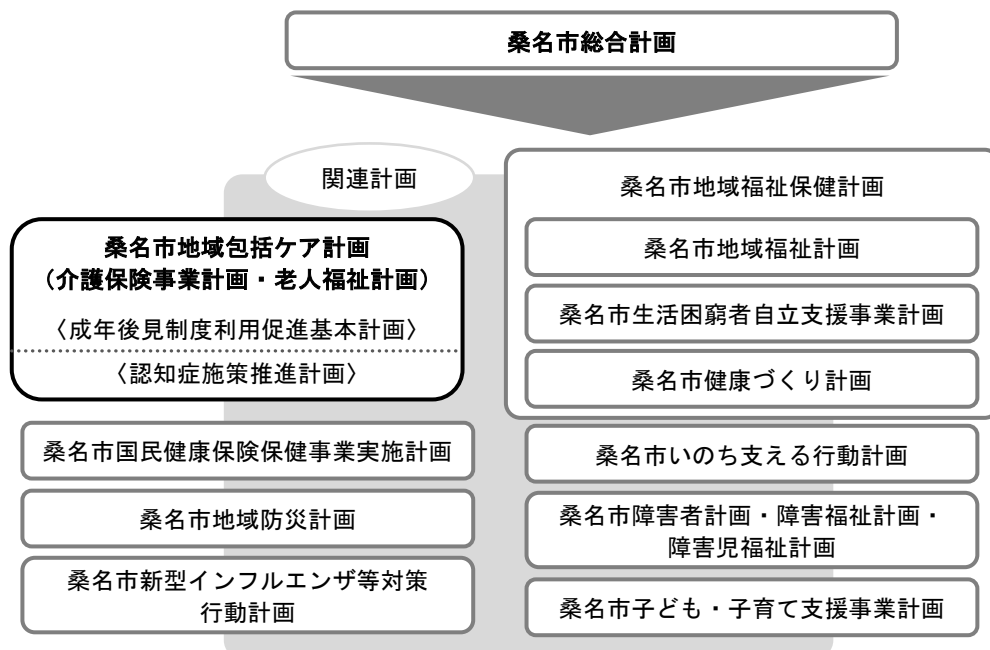 桑名市総合計画
関連計画
桑名市地域包括ケア計画
（介護保険事業計画・老人福祉計画）
〈成年後見制度利用促進基本計画〉
〈認知症施策推進計画〉
桑名市国民健康保険保健事業実施計画
桑名市地域防災計画
桑名市新型インフルエンザ等対策
行動計画
桑名市地域福祉保健計画
桑名市地域福祉計画
桑名市生活困窮者自立支援事業計画
桑名市健康づくり計画
桑名市いのち支える行動計画
桑名市障害者計画・障害福祉計画・
障害児福祉計画
桑名市子ども・子育て支援事業計画